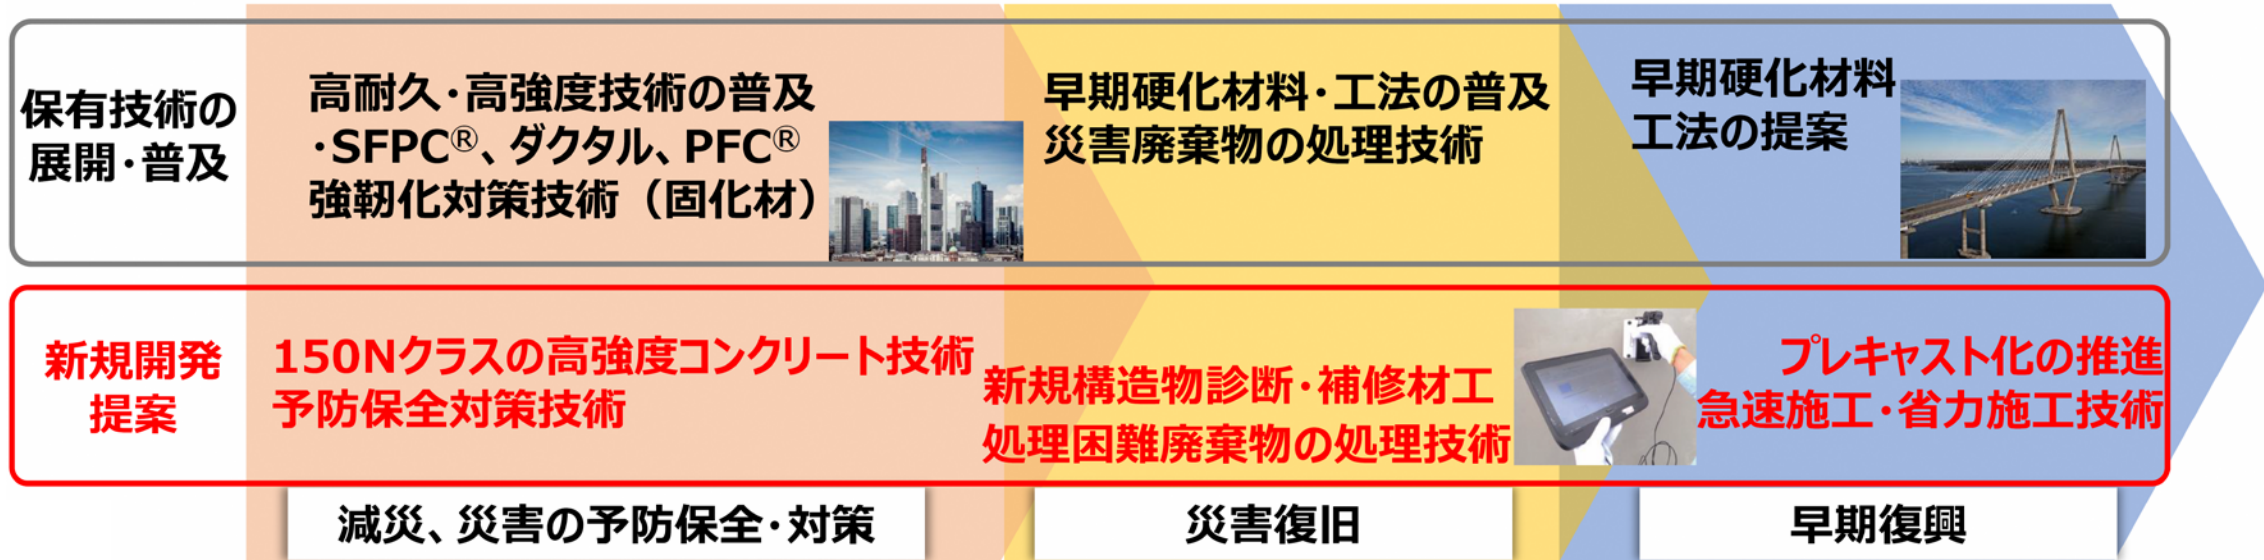 保有技術の
展開・普及
高耐久・高強度技術の普及
・SFPC®、ダクタル、PFC®
強靭化対策技術（固化材）
早期硬化材料・工法の普及
災害廃棄物の処理技術
早期硬化材料
工法の提案
新規開発
提案
150Nクラスの高強度コンクリート技術
予防保全対策技術
新規構造物診断・補修材工
処理困難廃棄物の処理技術
プレキャスト化の推進
急速施工・省力施工技術
減災、災害の予防保全・対策
災害復旧
早期復興